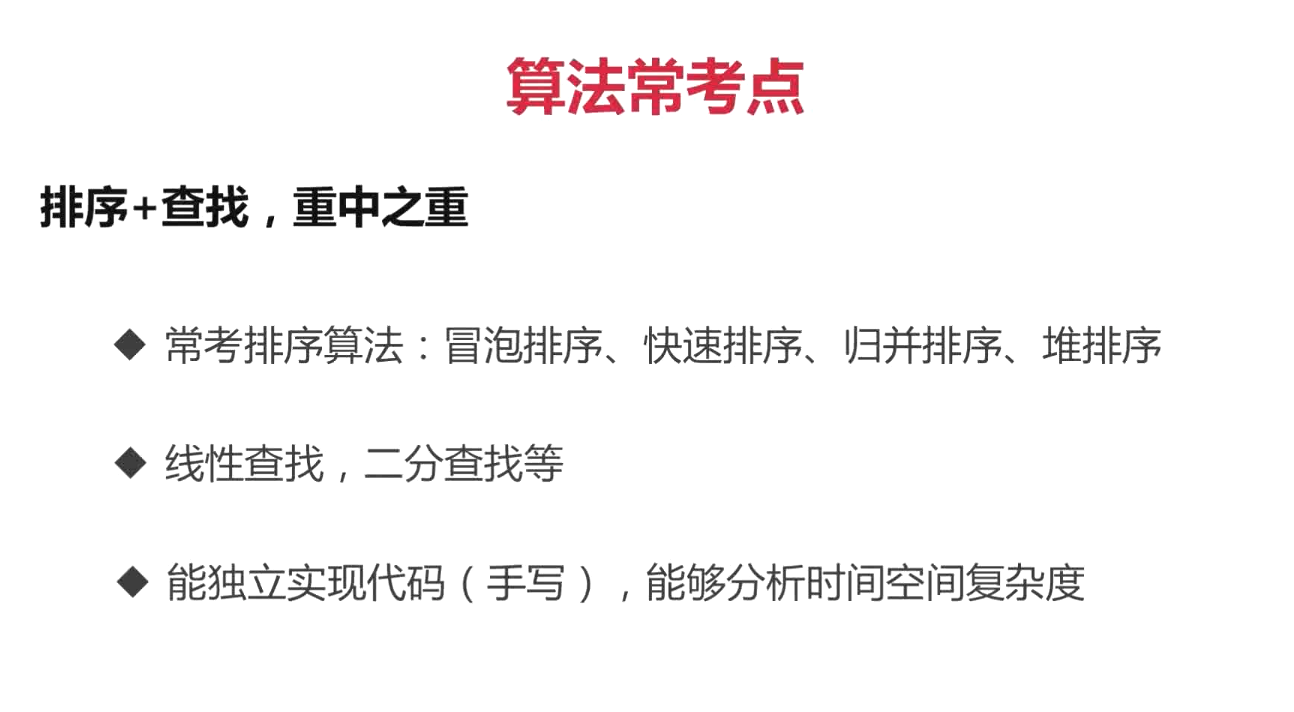 算法常考点
排序+查找，重中之重
◆ 常考排序算法：冒泡排序、快速排序、归并排序、堆排序
◆ 线性查找，二分查找等
◆ 能独立实现代码（手写），能够分析时间空间复杂度